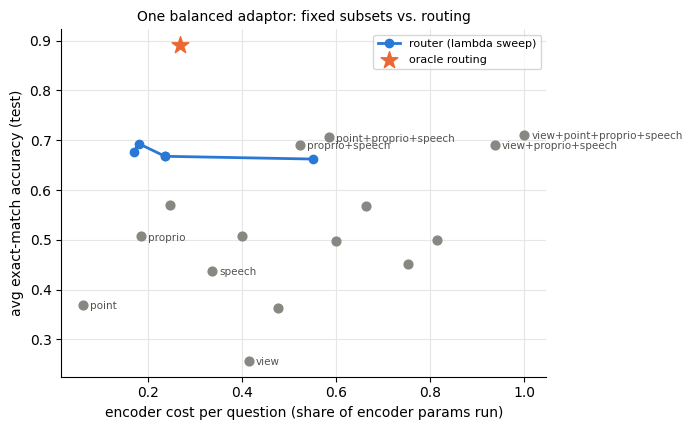 One balanced adaptor: fixed subsets vs. routing
avg exact-match accuracy (test)
0.9
0.8
0.7
0.6
0.5
0.4
0.3
router (lambda sweep)
oracle routing
point+proprio+speech
view+point+proprio+speech
proprio+speech
view+proprio+speech
proprio
speech
point
view
0.2
0.4
0.6
0.8
1.0
encoder cost per question (share of encoder params run)